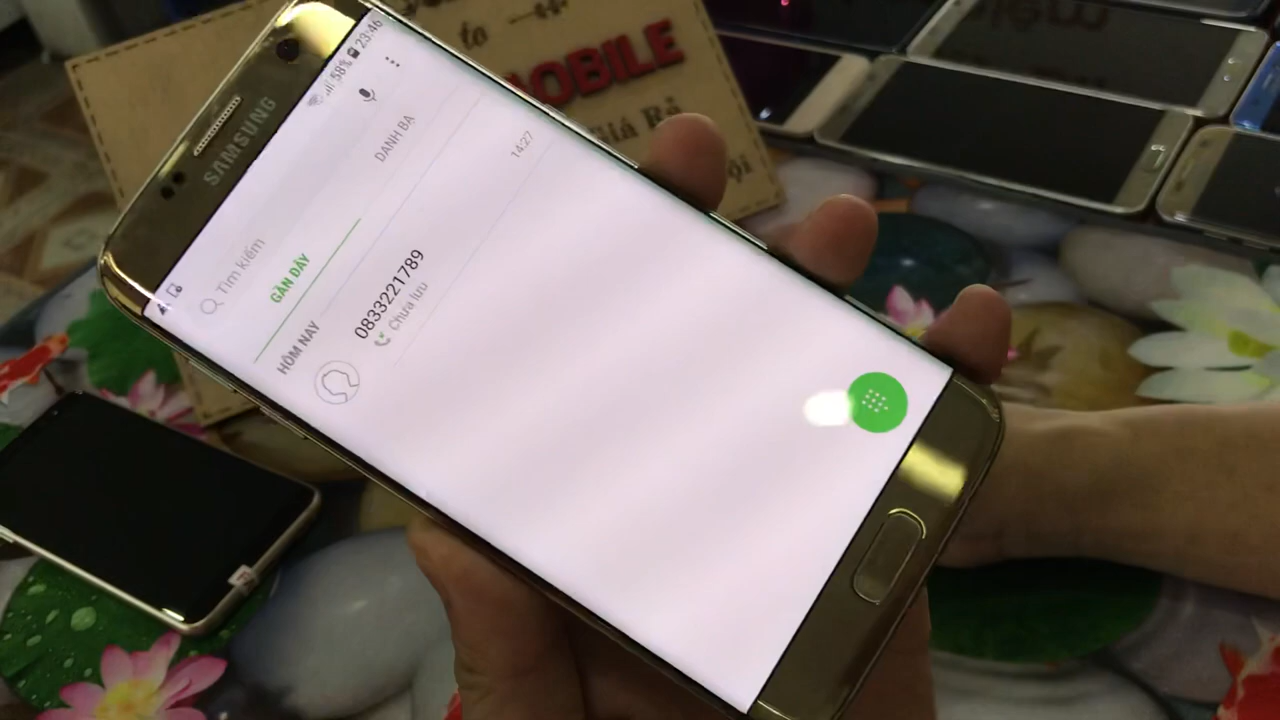 SAMSUNG
58% 23:46
Tìm kiếm
GẦN ĐÂY
DANH BẠ
HÔM NAY
0833221789
14:27
Chưa lưu
MOBILE
Giá Rẻ